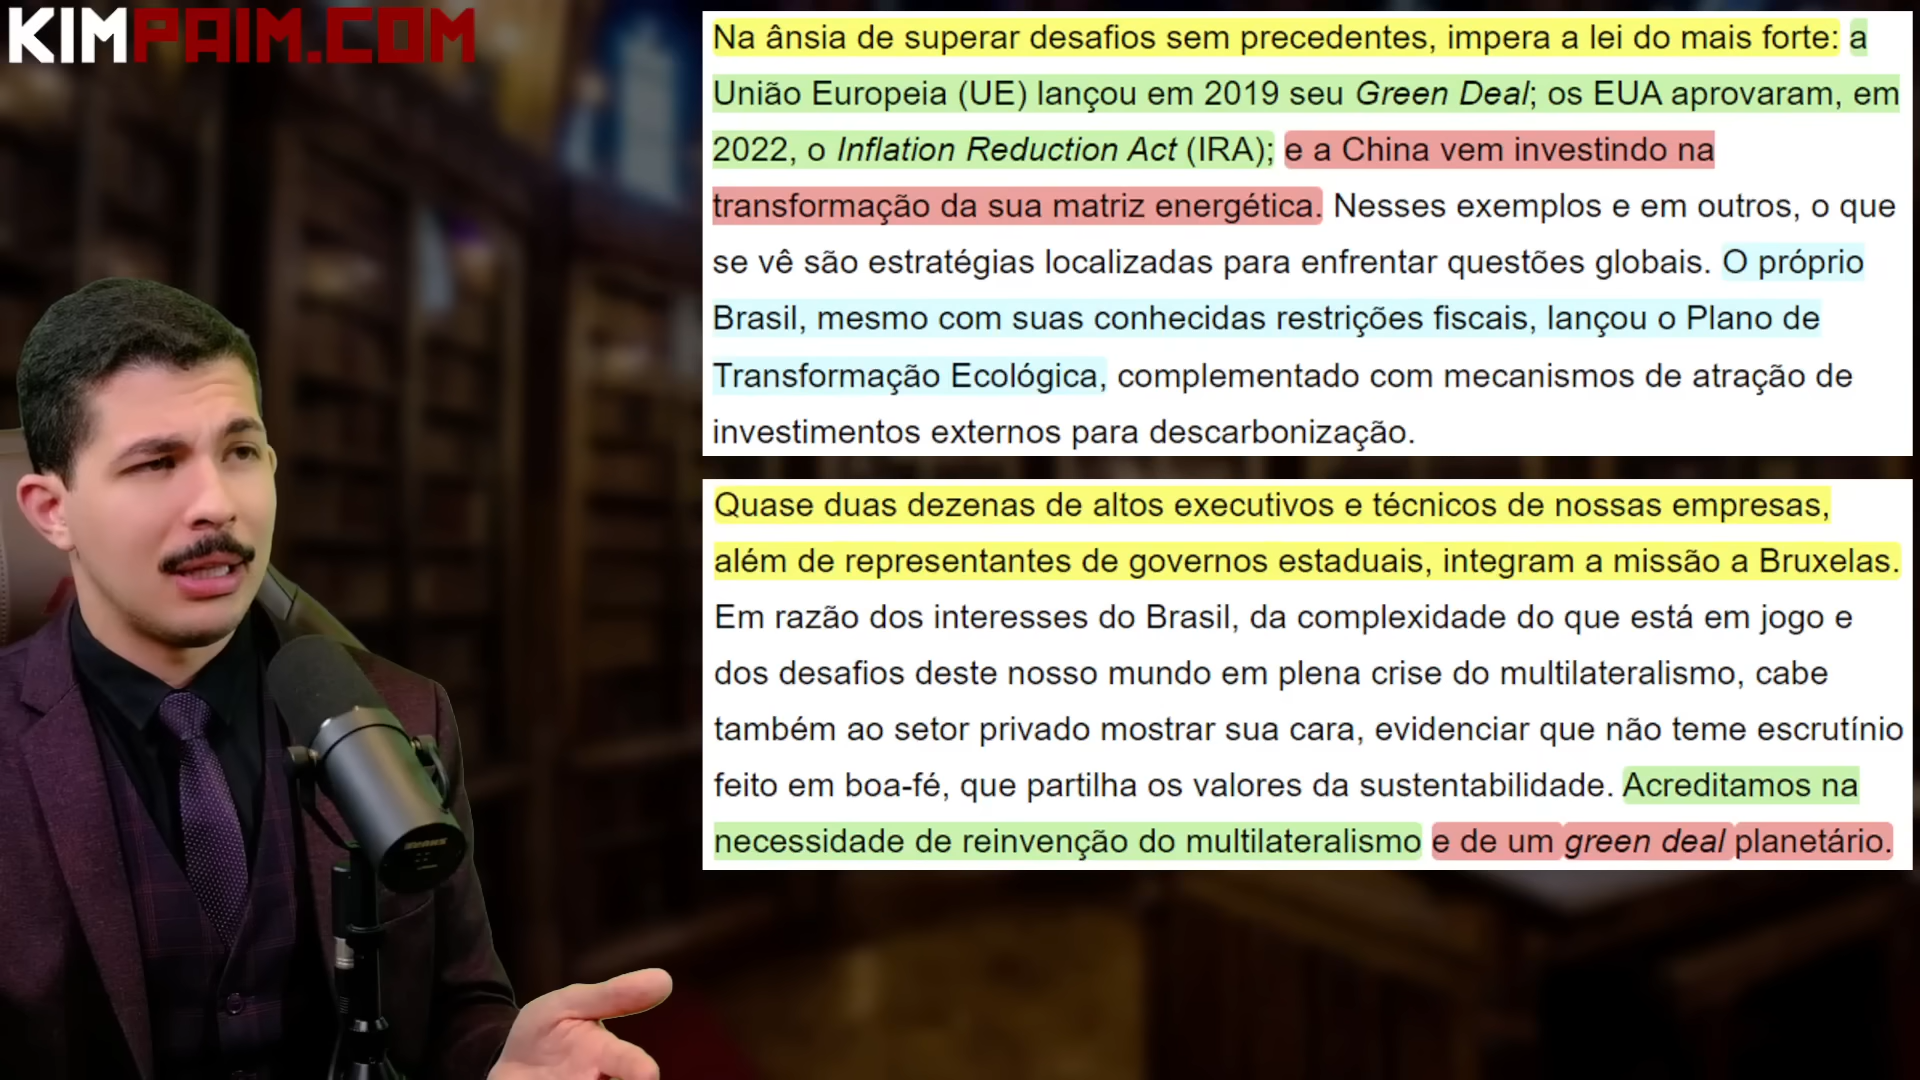 KIMPAIM.COM
Na ânsia de superar desafios sem precedentes, impera a lei do mais forte: a
União Europeia (UE) lançou em 2019 seu Green Deal; os EUA aprovaram, em
2022, o Inflation Reduction Act (IRA); e a China vem investindo na
transformação da sua matriz energética. Nesses exemplos e em outros, o que
se vê são estratégias localizadas para enfrentar questões globais. O próprio
Brasil, mesmo com suas conhecidas restrições fiscais, lançou o Plano de
Transformação Ecológica, complementado com mecanismos de atração de
investimentos externos para descarbonização.
Quase duas dezenas de altos executivos e técnicos de nossas empresas,
além de representantes de governos estaduais, integram a missão a Bruxelas.
Em razão dos interesses do Brasil, da complexidade do que está em jogo e
dos desafios deste nosso mundo em plena crise do multilateralismo, cabe
também ao setor privado mostrar sua cara, evidenciar que não teme escrutínio
feito em boa-fé, que partilha os valores da sustentabilidade. Acreditamos na
necessidade de reinvenção do multilateralismo e de um green deal planetário.